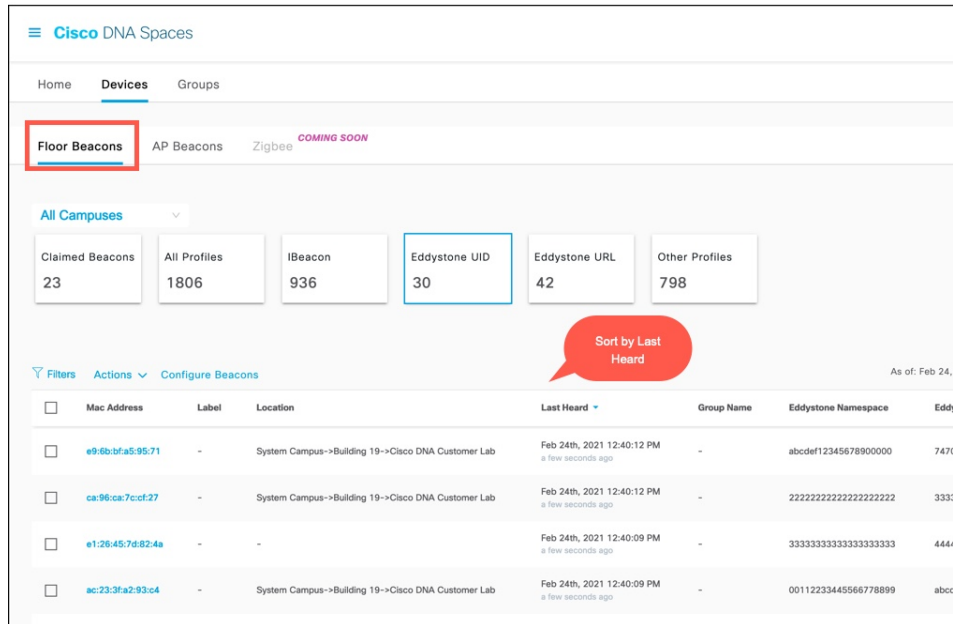 Cisco DNA Spaces
Home Devices Groups
Floor Beacons AP Beacons Zigbee COMING SOON
All Campuses
Claimed Beacons All Profiles IBeacon Eddystone UID Eddystone URL Other Profiles
23 1806 936 30 42 798
Sort by Last
Heard
Filters Actions Configure Beacons As of: Feb 24,
Mac Address Label Location Last Heard Group Name Eddystone Namespace Eddy
e9:6b:bf:a5:95:71 - System Campus->Building 19->Cisco DNA Customer Lab Feb 24th, 2021 12:40:12 PM - abcdef12345678900000 7470
a few seconds ago
ca:96:ca:7c:cf:27 - System Campus->Building 19->Cisco DNA Customer Lab Feb 24th, 2021 12:40:12 PM - 22222222222222222222 3333
a few seconds ago
e1:26:45:7d:82:4a - - Feb 24th, 2021 12:40:09 PM - 33333333333333333333 4444
a few seconds ago
ac:23:3f:a2:93:c4 - System Campus->Building 19->Cisco DNA Customer Lab Feb 24th, 2021 12:40:09 PM - 00112233445566778899 abcd
a few seconds ago